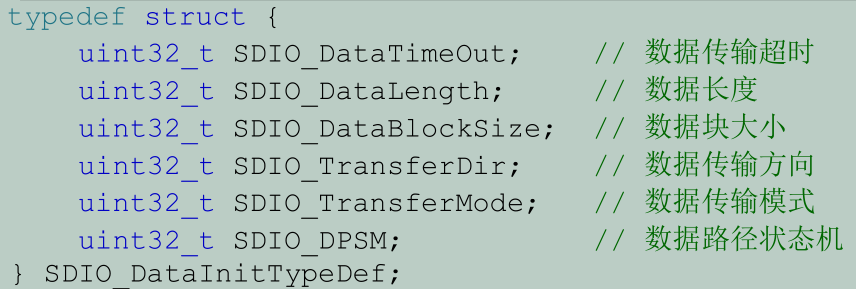 typedef struct {
    uint32_t SDIO_DataTimeOut;     // 数据传输超时
    uint32_t SDIO_DataLength;      // 数据长度
    uint32_t SDIO_DataBlockSize;   // 数据块大小
    uint32_t SDIO_TransferDir;     // 数据传输方向
    uint32_t SDIO_TransferMode;    // 数据传输模式
    uint32_t SDIO_DPSM;            // 数据路径状态机
} SDIO_DataInitTypeDef;